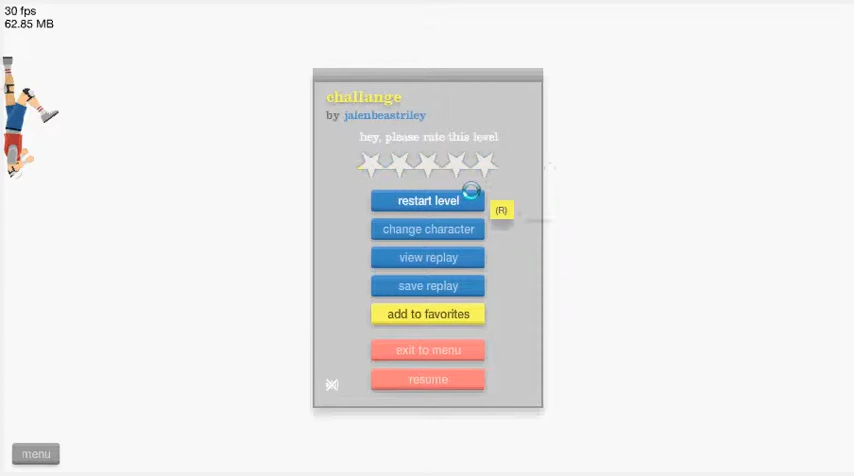 30 fps
62.85 MB
challange
by jalenbeastriley
hey, please rate this level
restart level
(R)
change character
view replay
save replay
add to favorites
exit to menu
resume
menu